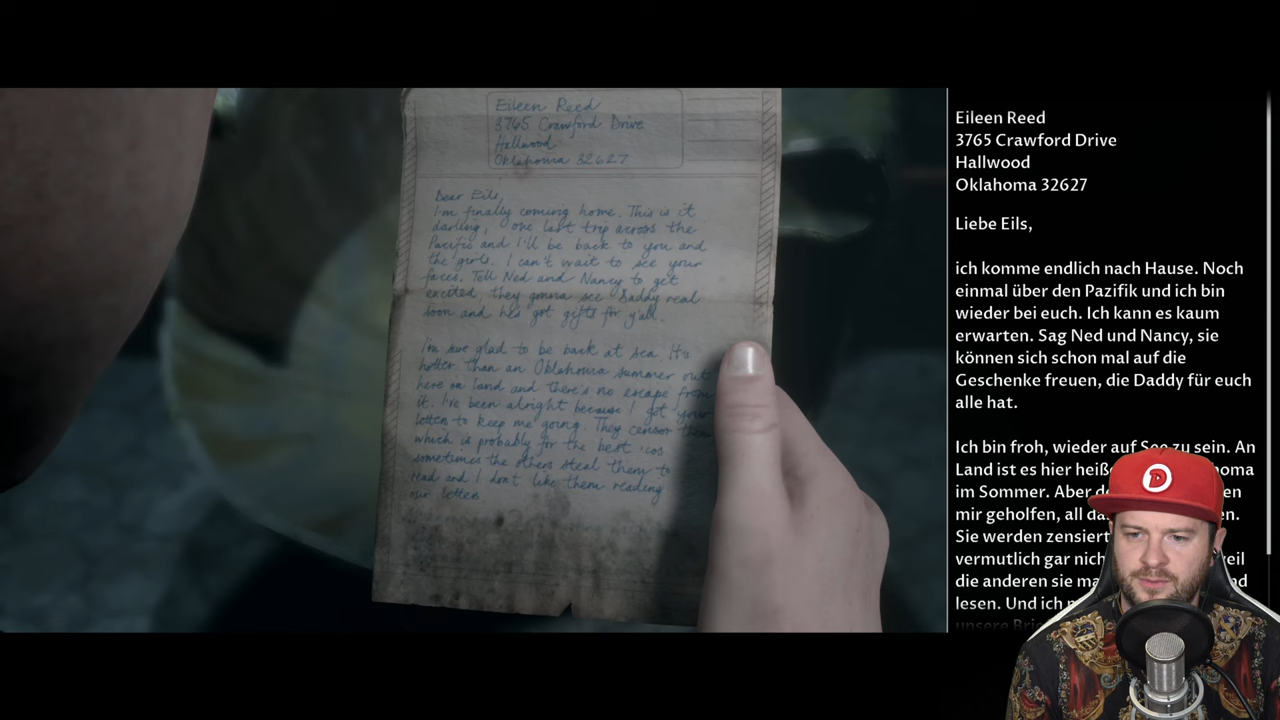 Eileen Reed
3765 Crawford Drive
Hallwood
Oklahoma 32627
Dear Eils,
I'm finally coming home. This is it
darling, one last trip across the
Pacific and I'll be back to you and
the girls. I can't wait to see your
faces. Tell Ned and Nancy to get
excited, they gonna see Daddy real
soon and he's got gifts for y'all.
I'm sure glad to be back at sea. It's
hotter than an Oklahoma summer out
here on land and there's no escape from
it. I've been alright because I got your
letters to keep me going. They censor them
which is probably for the best 'cos
sometimes the others steal them to
read and I don't like them reading
our letters
Eileen Reed
3765 Crawford Drive
Hallwood
Oklahoma 32627
Liebe Eils,
ich komme endlich nach Hause. Noch
einmal über den Pazifik und ich bin
wieder bei euch. Ich kann es kaum
erwarten. Sag Ned und Nancy, sie
können sich schon mal auf die
Geschenke freuen, die Daddy für euch
alle hat.
Ich bin froh, wieder auf See zu sein. An
Land ist es hier
im Sommer. Aber
mir geholfen, all
Sie werden zensiert
vermutlich gar
die anderen sie
lesen. Und ich
unsere
D